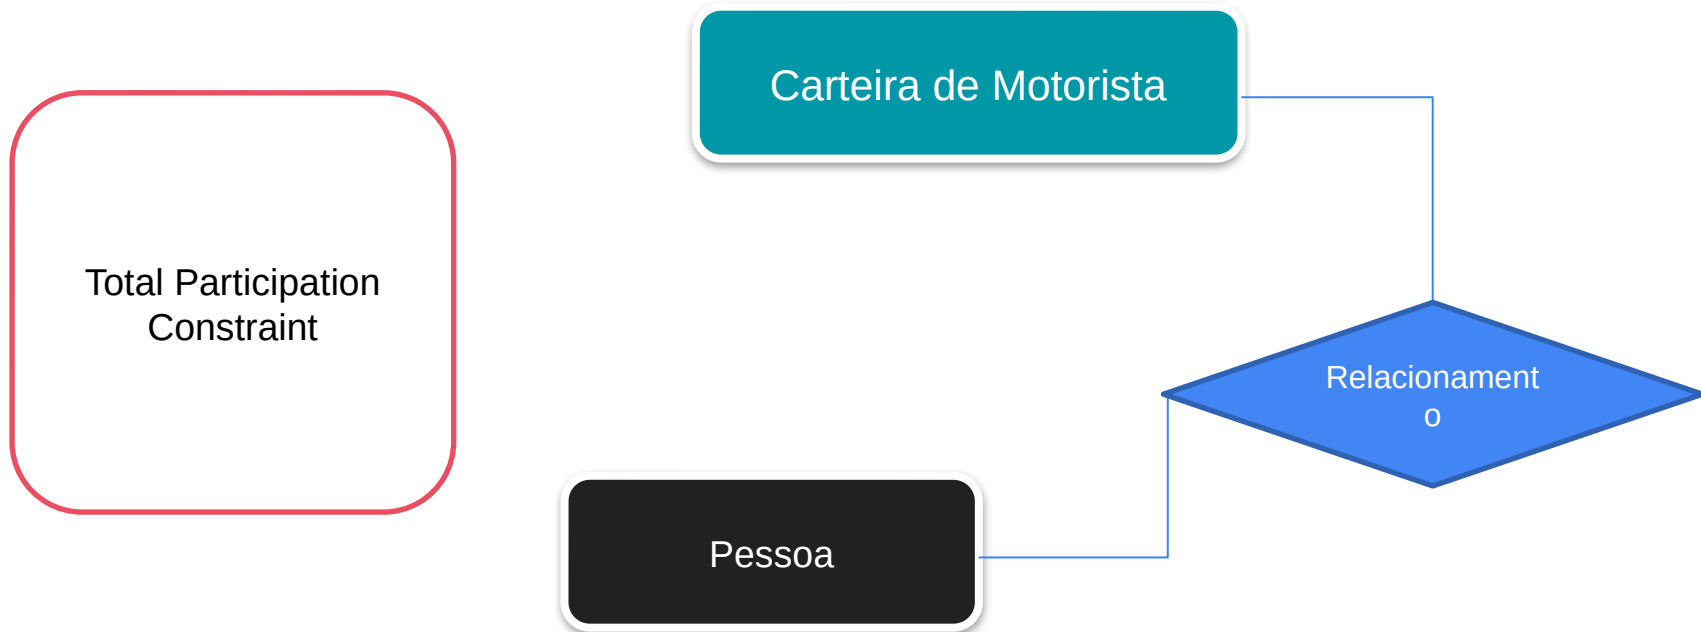 Carteira de Motorista
Total Participation
Constraint
Relacionament
o
Pessoa